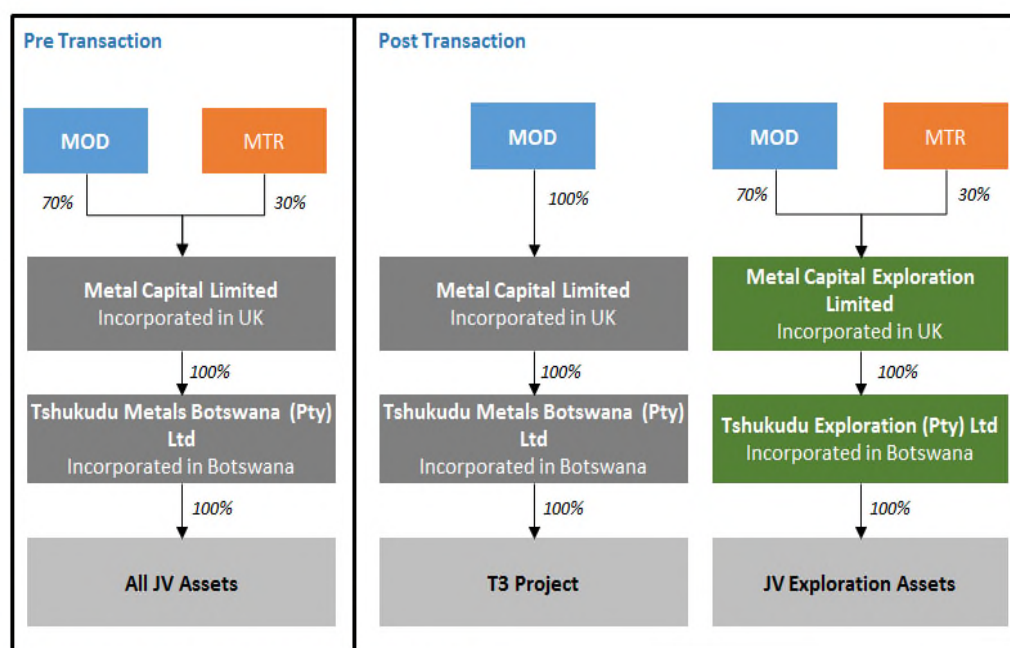 Pre Transaction
MOD
MTR
70%
30%
Metal Capital Limited
Incorporated in UK
100%
Tshukudu Metals Botswana (Pty)
Ltd
Incorporated in Botswana
100%
All JV Assets
Post Transaction
MOD
100%
Metal Capital Limited
Incorporated in UK
100%
Tshukudu Metals Botswana (Pty)
Ltd
Incorporated in Botswana
100%
T3 Project
MOD
MTR
70%
30%
Metal Capital Exploration
Limited
Incorporated in UK
100%
Tshukudu Exploration (Pty) Ltd
Incorporated in Botswana
100%
JV Exploration Assets